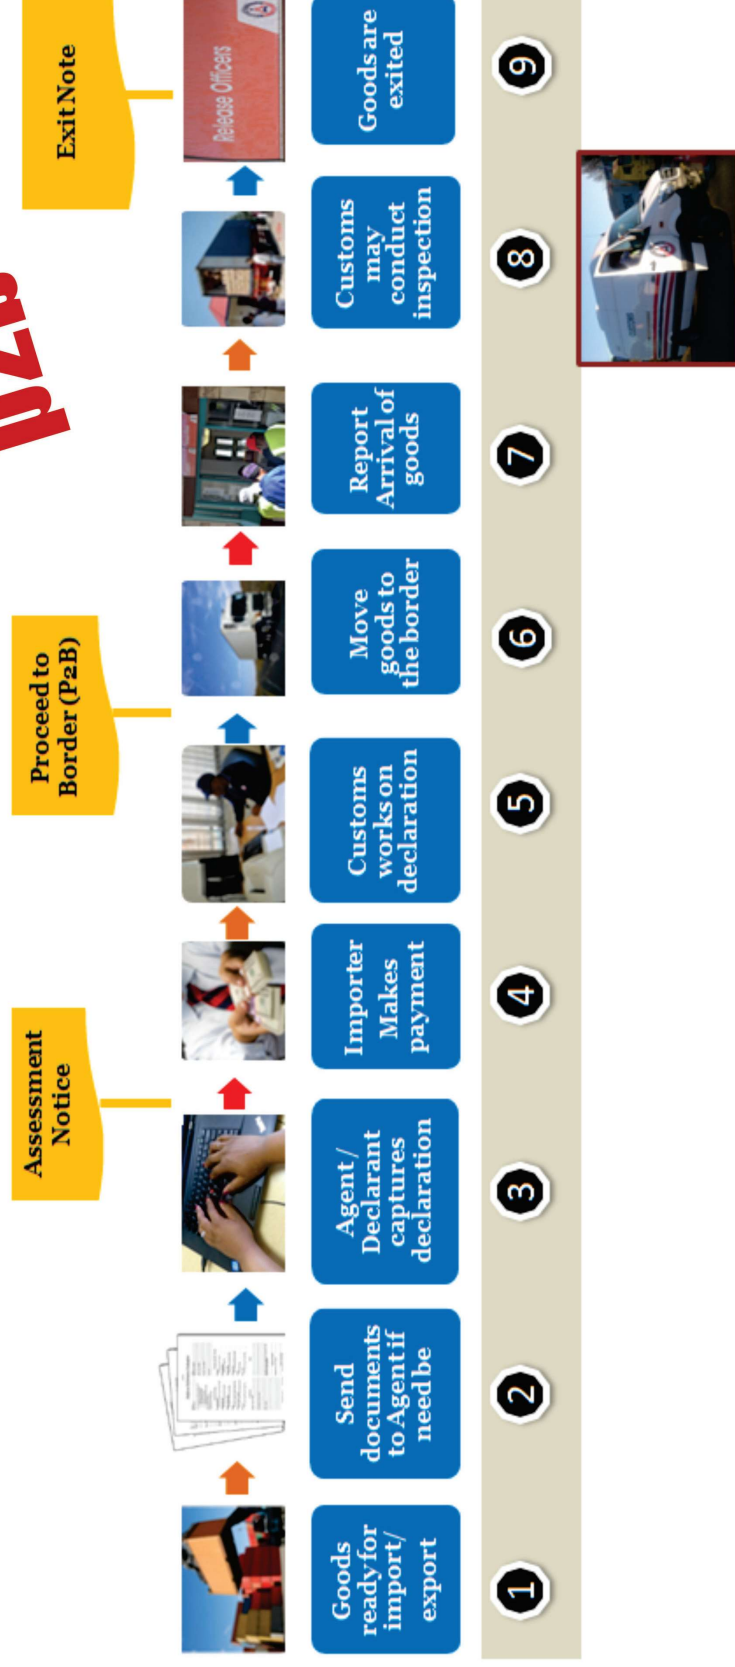 Assessment
Notice
Proceed to
Border (P2B)
Exit Note
Release Officers
Goods
ready for
import/
export
Send
documents
to Agent if
need be
Agent/
Declarant
captures
declaration
Importer
Makes
payment
Customs
works on
declaration
Move
goods to
the border
Report
Arrival of
goods
Customs
may
conduct
inspection
Goods are
exited
1
2
3
4
5
6
7
8
9